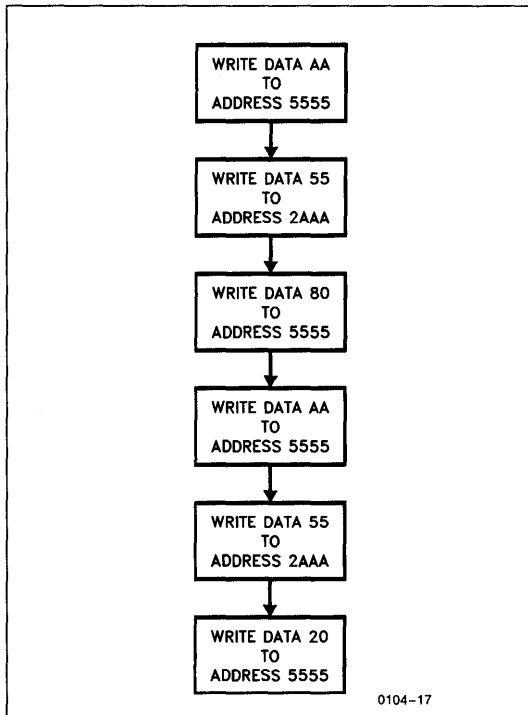 WRITE DATA AA
TO
ADDRESS 5555
WRITE DATA 55
TO
ADDRESS 2AAA
WRITE DATA 80
TO
ADDRESS 5555
WRITE DATA AA
TO
ADDRESS 5555
WRITE DATA 55
TO
ADDRESS 2AAA
WRITE DATA 20
TO
ADDRESS 5555
0104-17